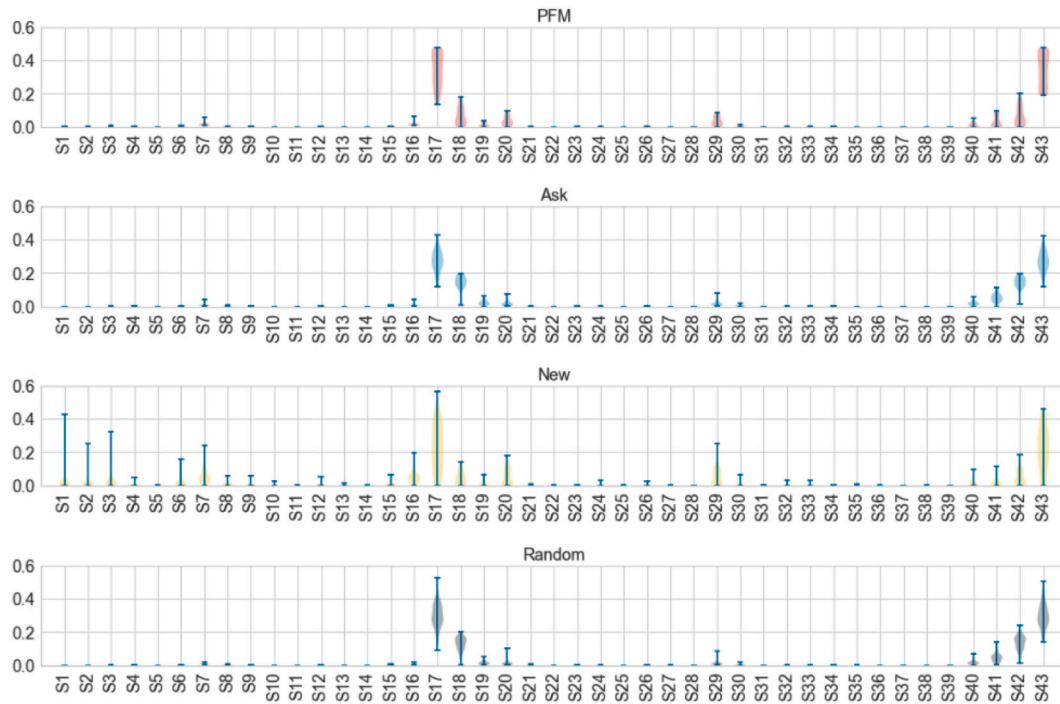 PFM
0.6
0.4
0.2
0.0
S1 S2 S3 S4 S5 S6 S7 S8 S9 S10 S11 S12 S13 S14 S15 S16 S17 S18 S19 S20 S21 S22 S23 S24 S25 S26 S27 S28 S29 S30 S31 S32 S33 S34 S35 S36 S37 S38 S39 S40 S41 S42 S43
Ask
0.6
0.4
0.2
0.0
S1 S2 S3 S4 S5 S6 S7 S8 S9 S10 S11 S12 S13 S14 S15 S16 S17 S18 S19 S20 S21 S22 S23 S24 S25 S26 S27 S28 S29 S30 S31 S32 S33 S34 S35 S36 S37 S38 S39 S40 S41 S42 S43
New
0.6
0.4
0.2
0.0
S1 S2 S3 S4 S5 S6 S7 S8 S9 S10 S11 S12 S13 S14 S15 S16 S17 S18 S19 S20 S21 S22 S23 S24 S25 S26 S27 S28 S29 S30 S31 S32 S33 S34 S35 S36 S37 S38 S39 S40 S41 S42 S43
Random
0.6
0.4
0.2
0.0
S1 S2 S3 S4 S5 S6 S7 S8 S9 S10 S11 S12 S13 S14 S15 S16 S17 S18 S19 S20 S21 S22 S23 S24 S25 S26 S27 S28 S29 S30 S31 S32 S33 S34 S35 S36 S37 S38 S39 S40 S41 S42 S43